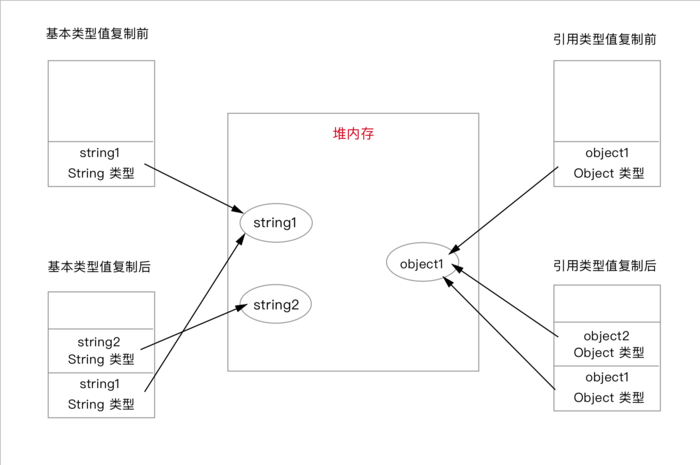 基本类型值复制前
引用类型值复制前
堆内存
string1
String 类型
object1
Object 类型
string1
object1
基本类型值复制后
引用类型值复制后
string2
string2
String 类型
string1
String 类型
object2
Object 类型
object1
Object 类型